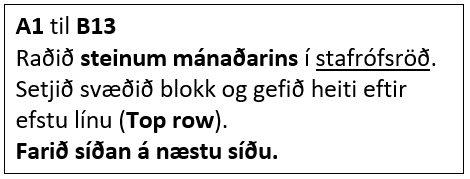 A1 til B13
Raðið steinum mánaðarins í stafrófsröð.
Setjið svæðið blokk og gefið heiti eftir
efstu línu (Top row).
Farið síðan á næstu síðu.